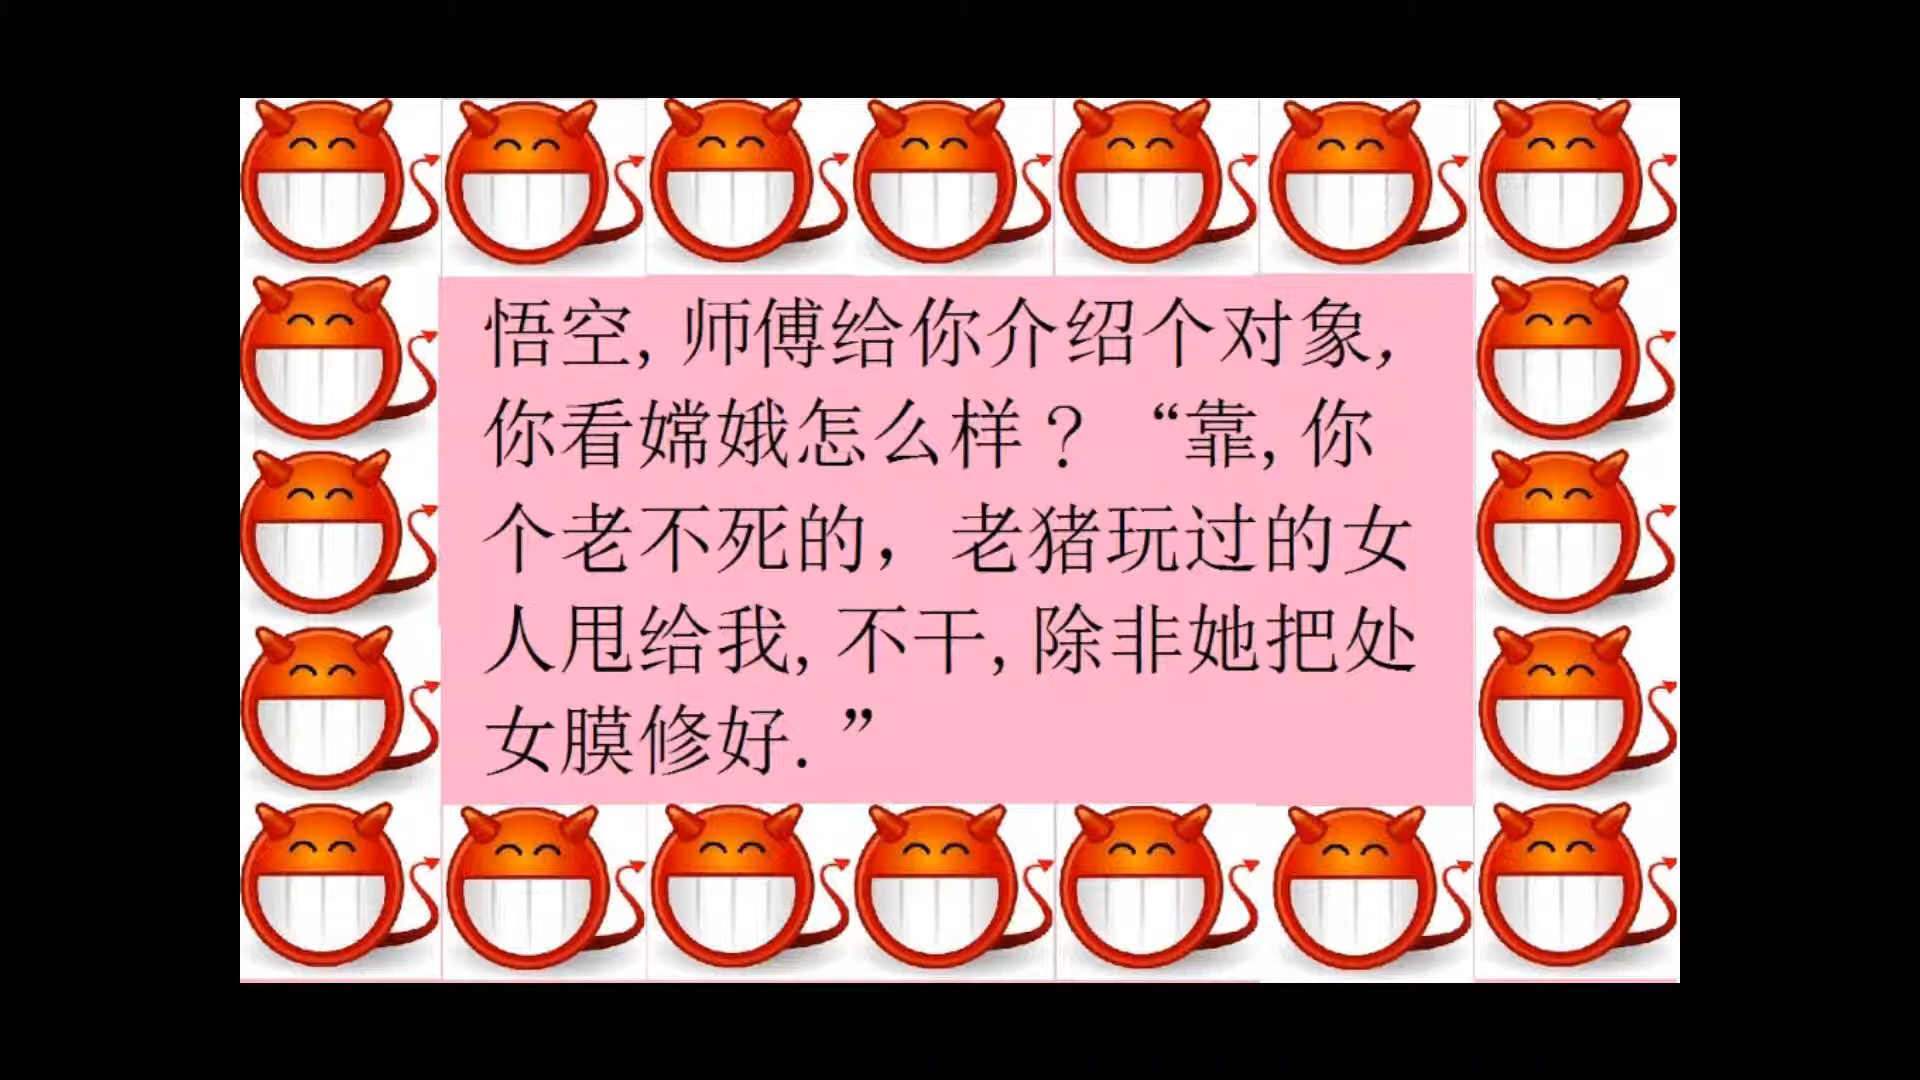 悟空,师傅给你介绍个对象,
你看嫦娥怎么样？“靠,你
个老不死的，老猪玩过的女
人甩给我,不干,除非她把处
女膜修好.”